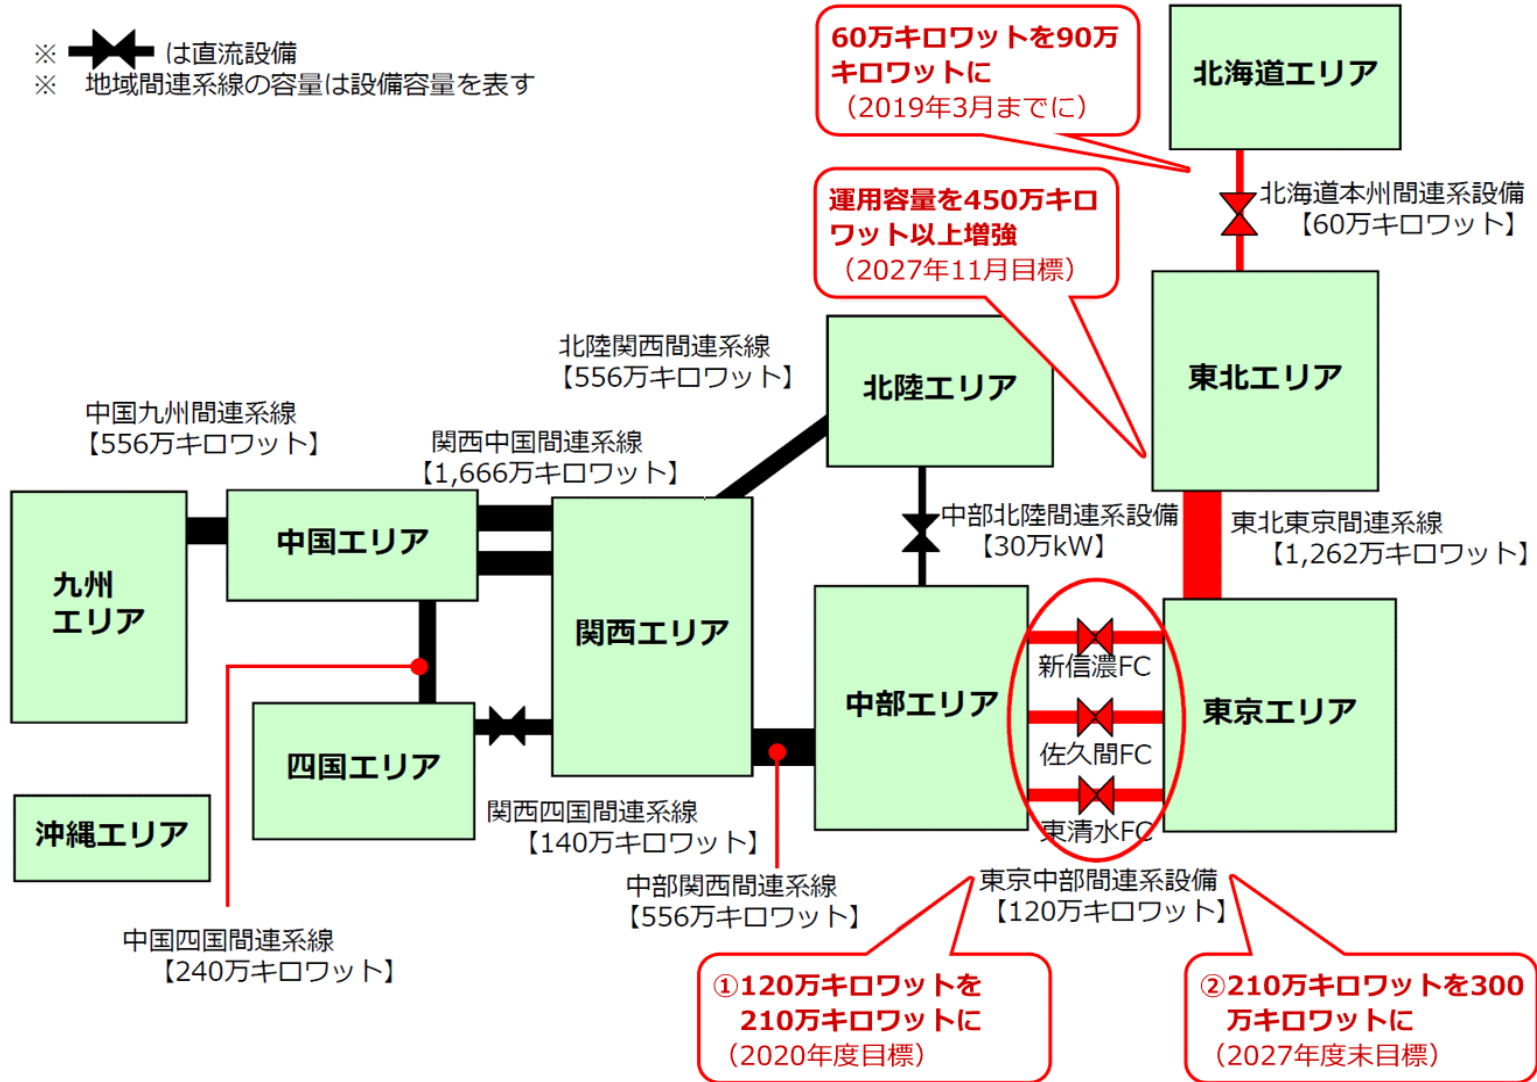 ※ は直流設備
※ 地域間連系線の容量は設備容量を表す
60万キロワットを90万
キロワットに
（2019年3月までに）
北海道エリア
北海道本州間連系設備
【60万キロワット】
運用容量を450万キロ
ワット以上増強
（2027年11月目標）
東北エリア
北陸関西間連系線
【556万キロワット】
北陸エリア
中国九州間連系線
【556万キロワット】
関西中国間連系線
【1,666万キロワット】
中部北陸間連系設備
【30万kW】
東北東京間連系線
【1,262万キロワット】
九州
エリア
中国エリア
関西エリア
中部エリア
新信濃FC
佐久間FC
東清水FC
東京エリア
四国エリア
沖縄エリア
関西四国間連系線
【140万キロワット】
中部関西間連系線
【556万キロワット】
東京中部間連系設備
【120万キロワット】
中国四国間連系線
【240万キロワット】
①120万キロワットを
210万キロワットに
（2020年度目標）
②210万キロワットを300
万キロワットに
（2027年度末目標）